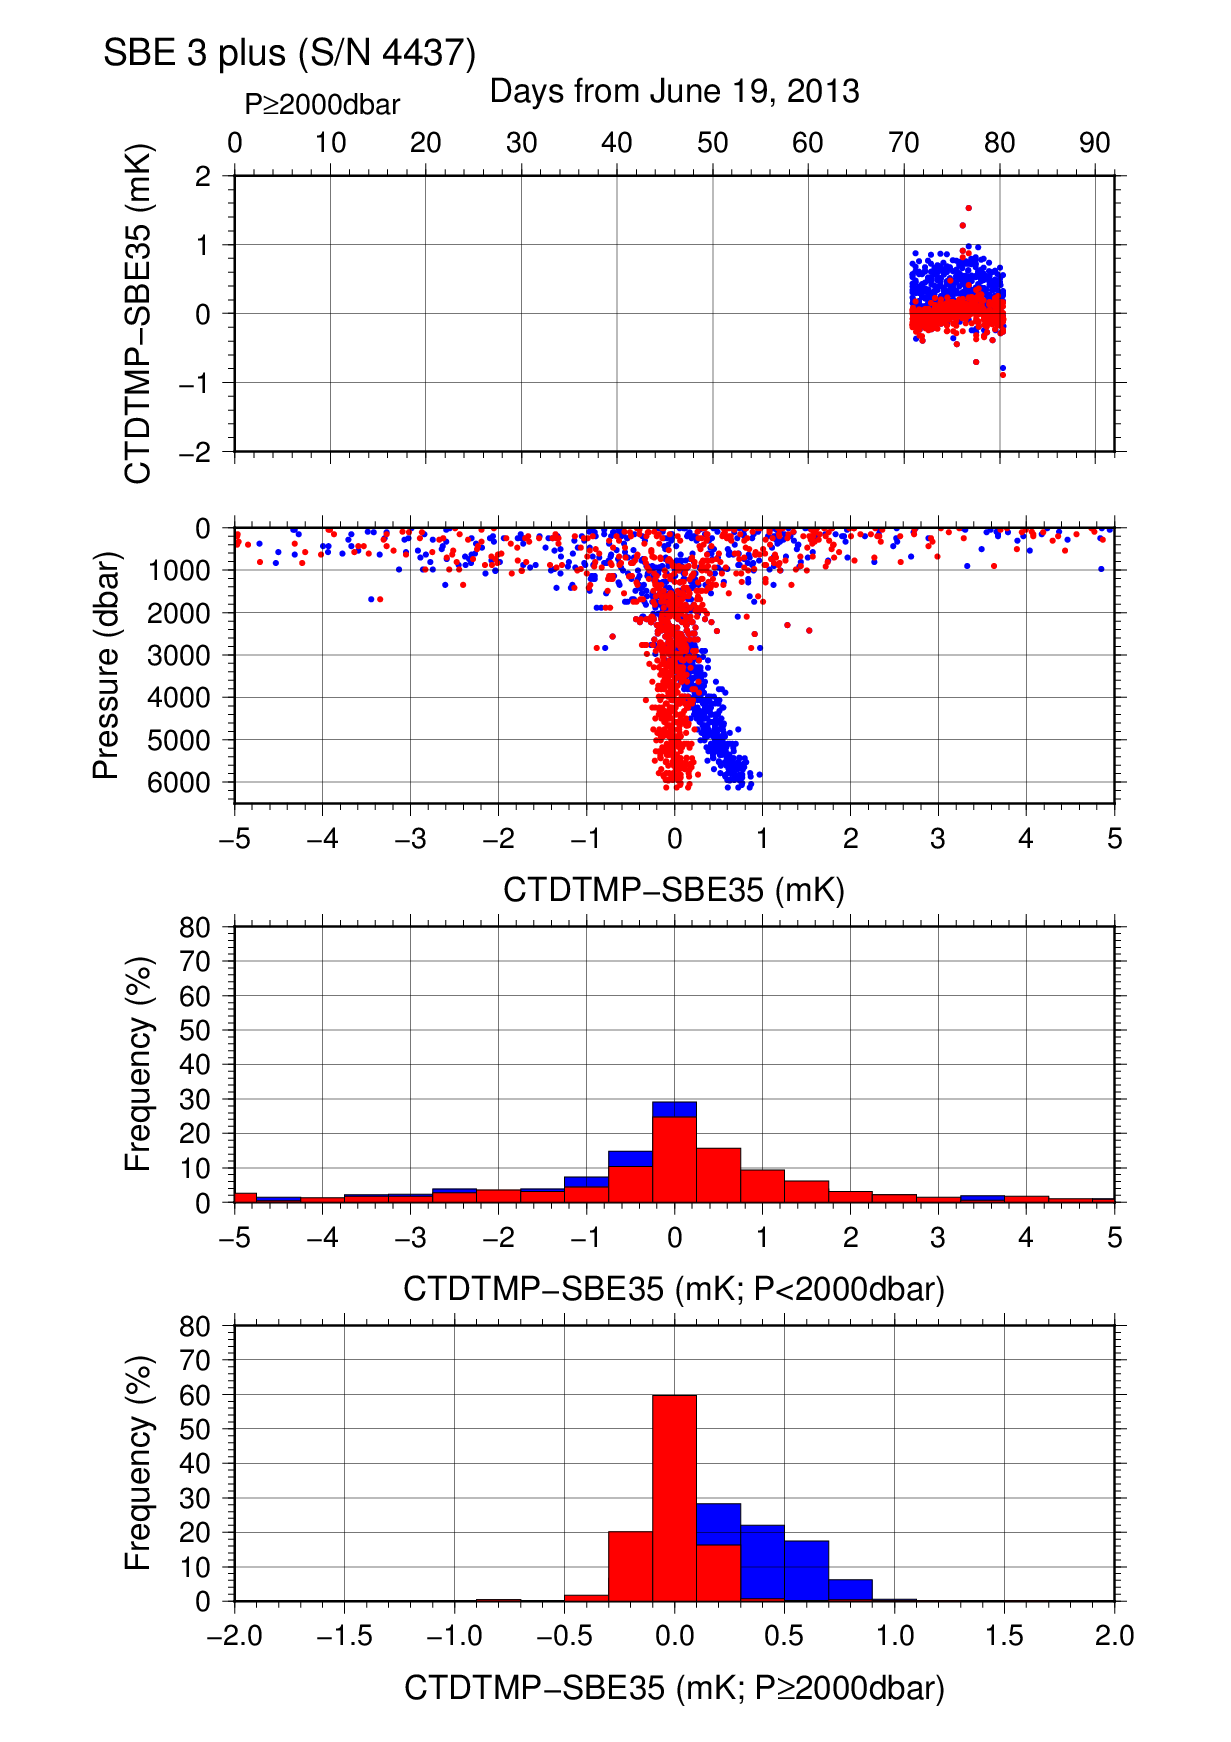 SBE 3 plus (S/N 4437)
Days from June 19, 2013
P≥2000dbar
0 10 20 30 40 50 60 70 80 90
CTDTMP−SBE35 (mK)
2
1
0
−1
−2
Pressure (dbar)
0
1000
2000
3000
4000
5000
6000
−5 −4 −3 −2 −1 0 1 2 3 4 5
CTDTMP−SBE35 (mK)
Frequency (%)
80
70
60
50
40
30
20
10
0
−5 −4 −3 −2 −1 0 1 2 3 4 5
CTDTMP−SBE35 (mK; P<2000dbar)
Frequency (%)
80
70
60
50
40
30
20
10
0
−2.0 −1.5 −1.0 −0.5 0.0 0.5 1.0 1.5 2.0
CTDTMP−SBE35 (mK; P≥2000dbar)